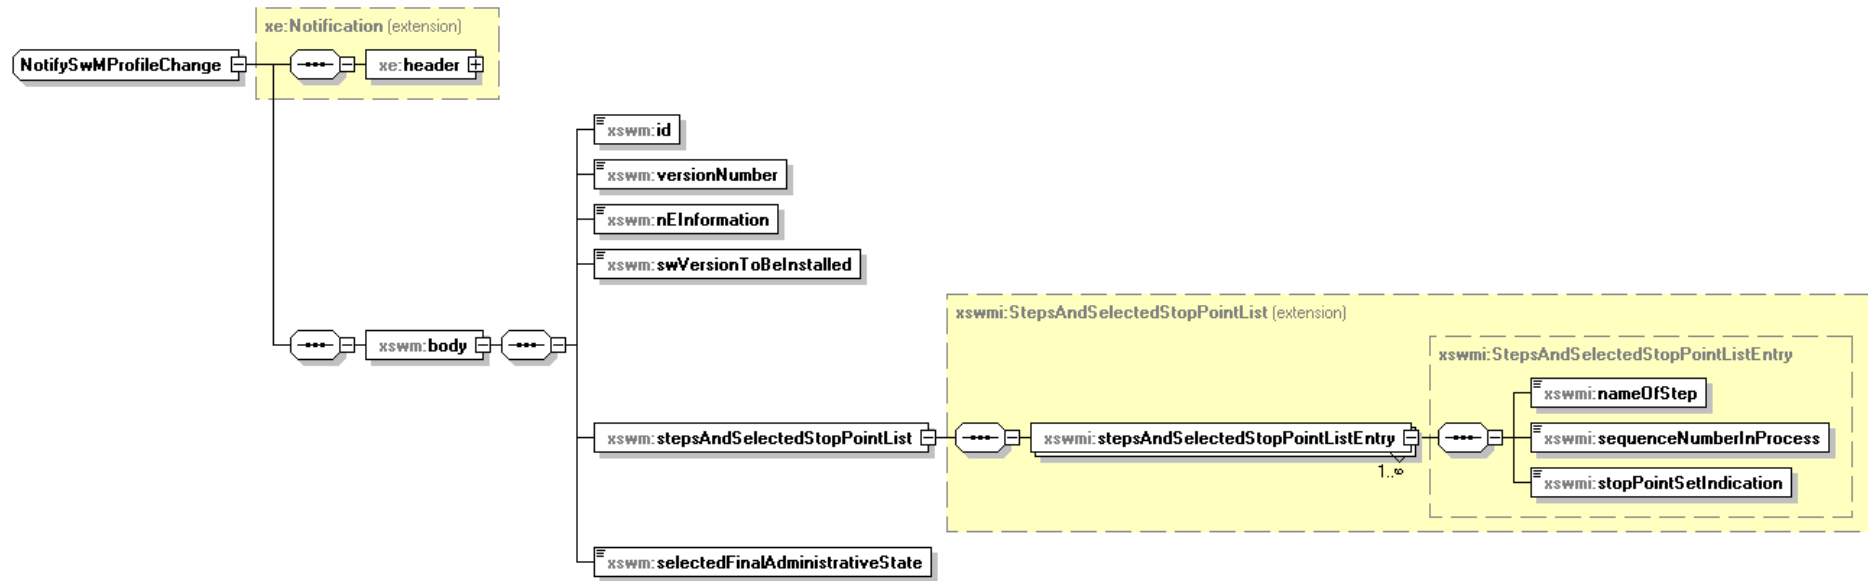 xe:Notification (extension)
NotifySwMProfileChange
xe:header
xswm:id
xswm:versionNumber
xswm:nEInformation
xswm:swVersionToBeInstalled
xswmi:StepsAndSelectedStopPointList (extension)
xswm:body
xswmi:StepsAndSelectedStopPointListEntry
xswmi:nameOfStep
xswm:stepsAndSelectedStopPointList
xswmi:stepsAndSelectedStopPointListEntry
xswmi:sequenceNumberInProcess
1..∞
xswmi:stopPointSetIndication
xswm:selectedFinalAdministrativeState